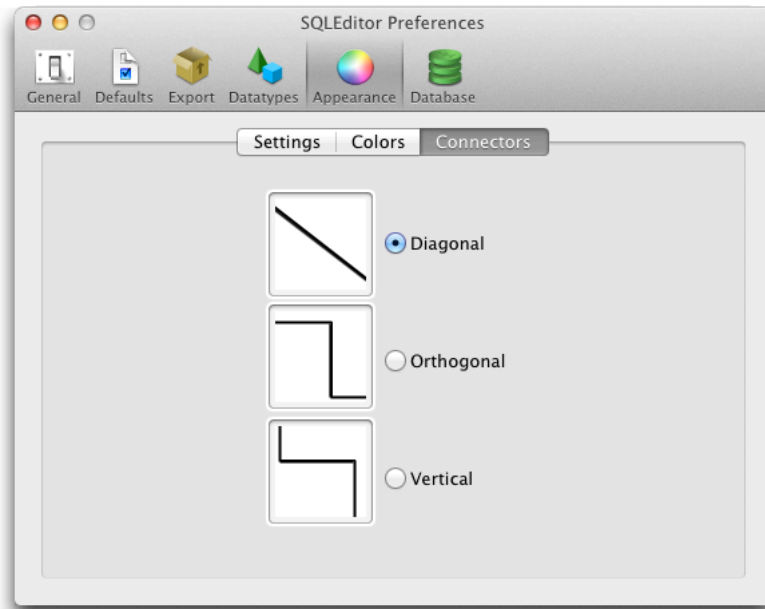 SQLEditor Preferences
General Defaults Export Datatypes Appearance Database
Settings Colors Connectors
Diagonal
Orthogonal
Vertical